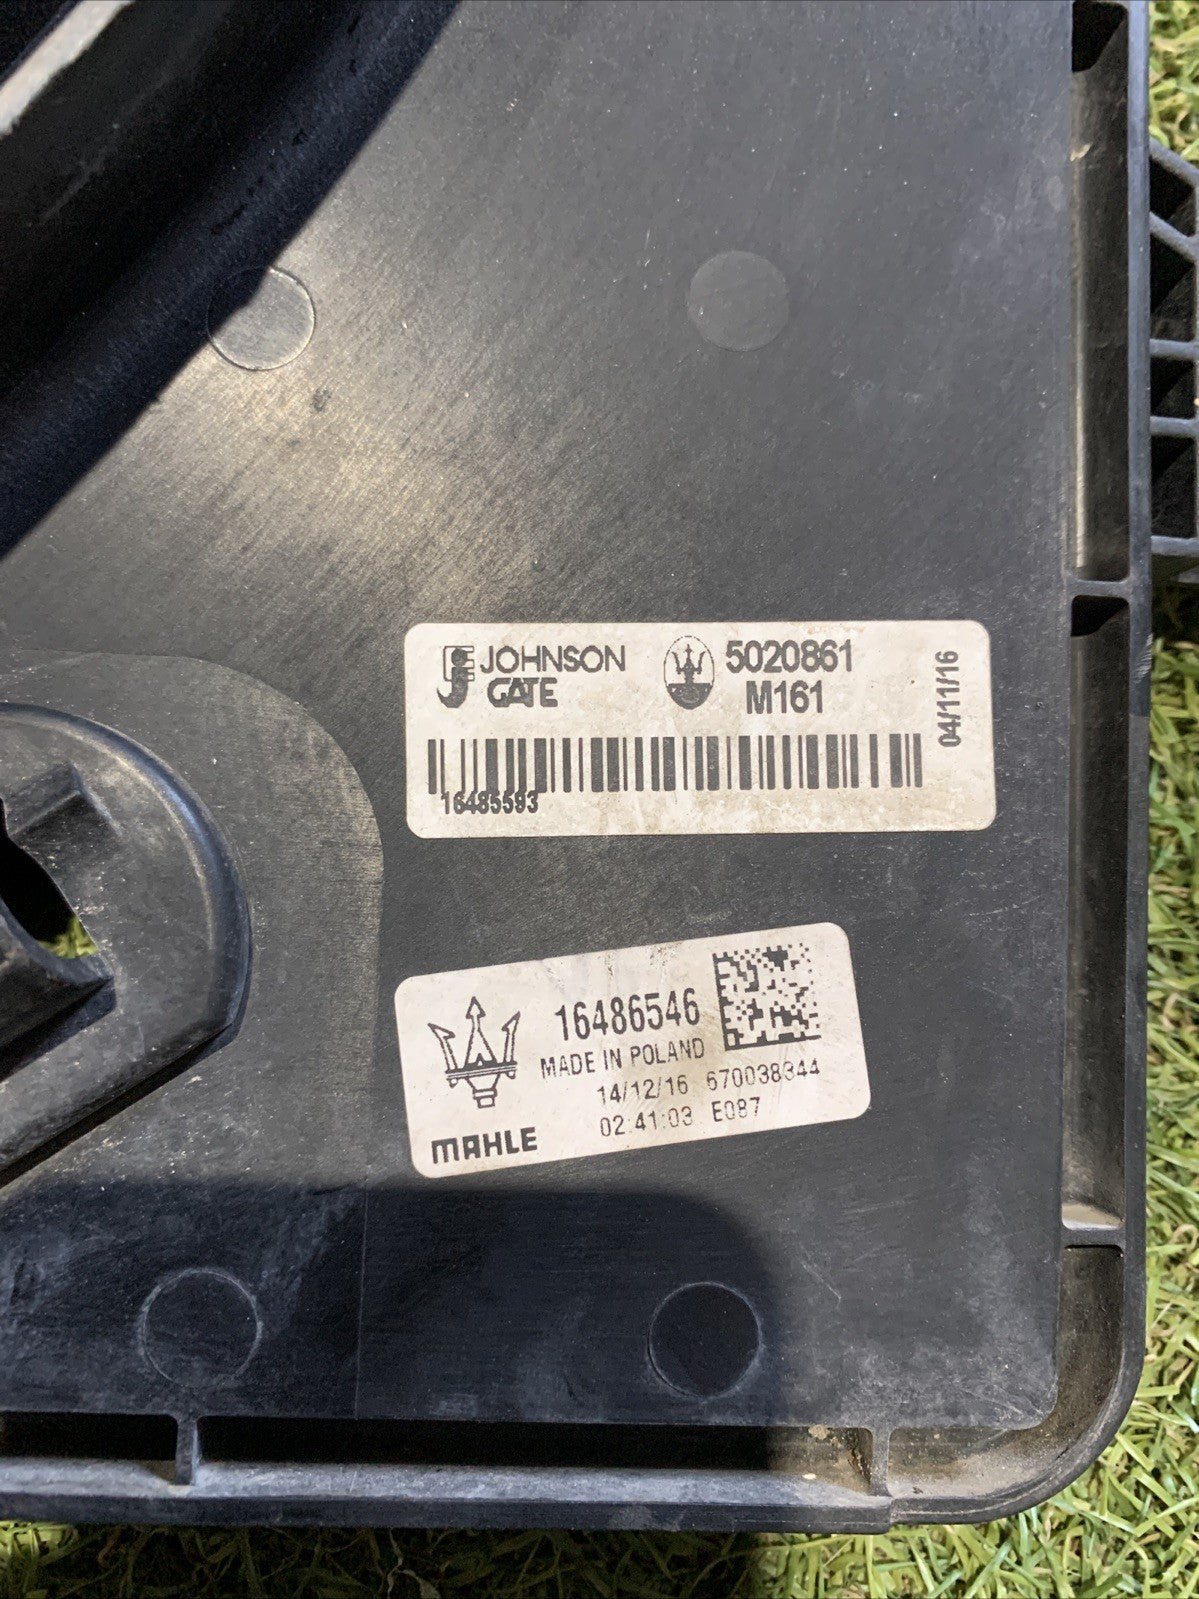 JOHNSON
GATE
5020861
M161
04/11/16
16485593
16486546
MADE IN POLAND
14/12/16 670038344
02:41:03 E087
MAHLE